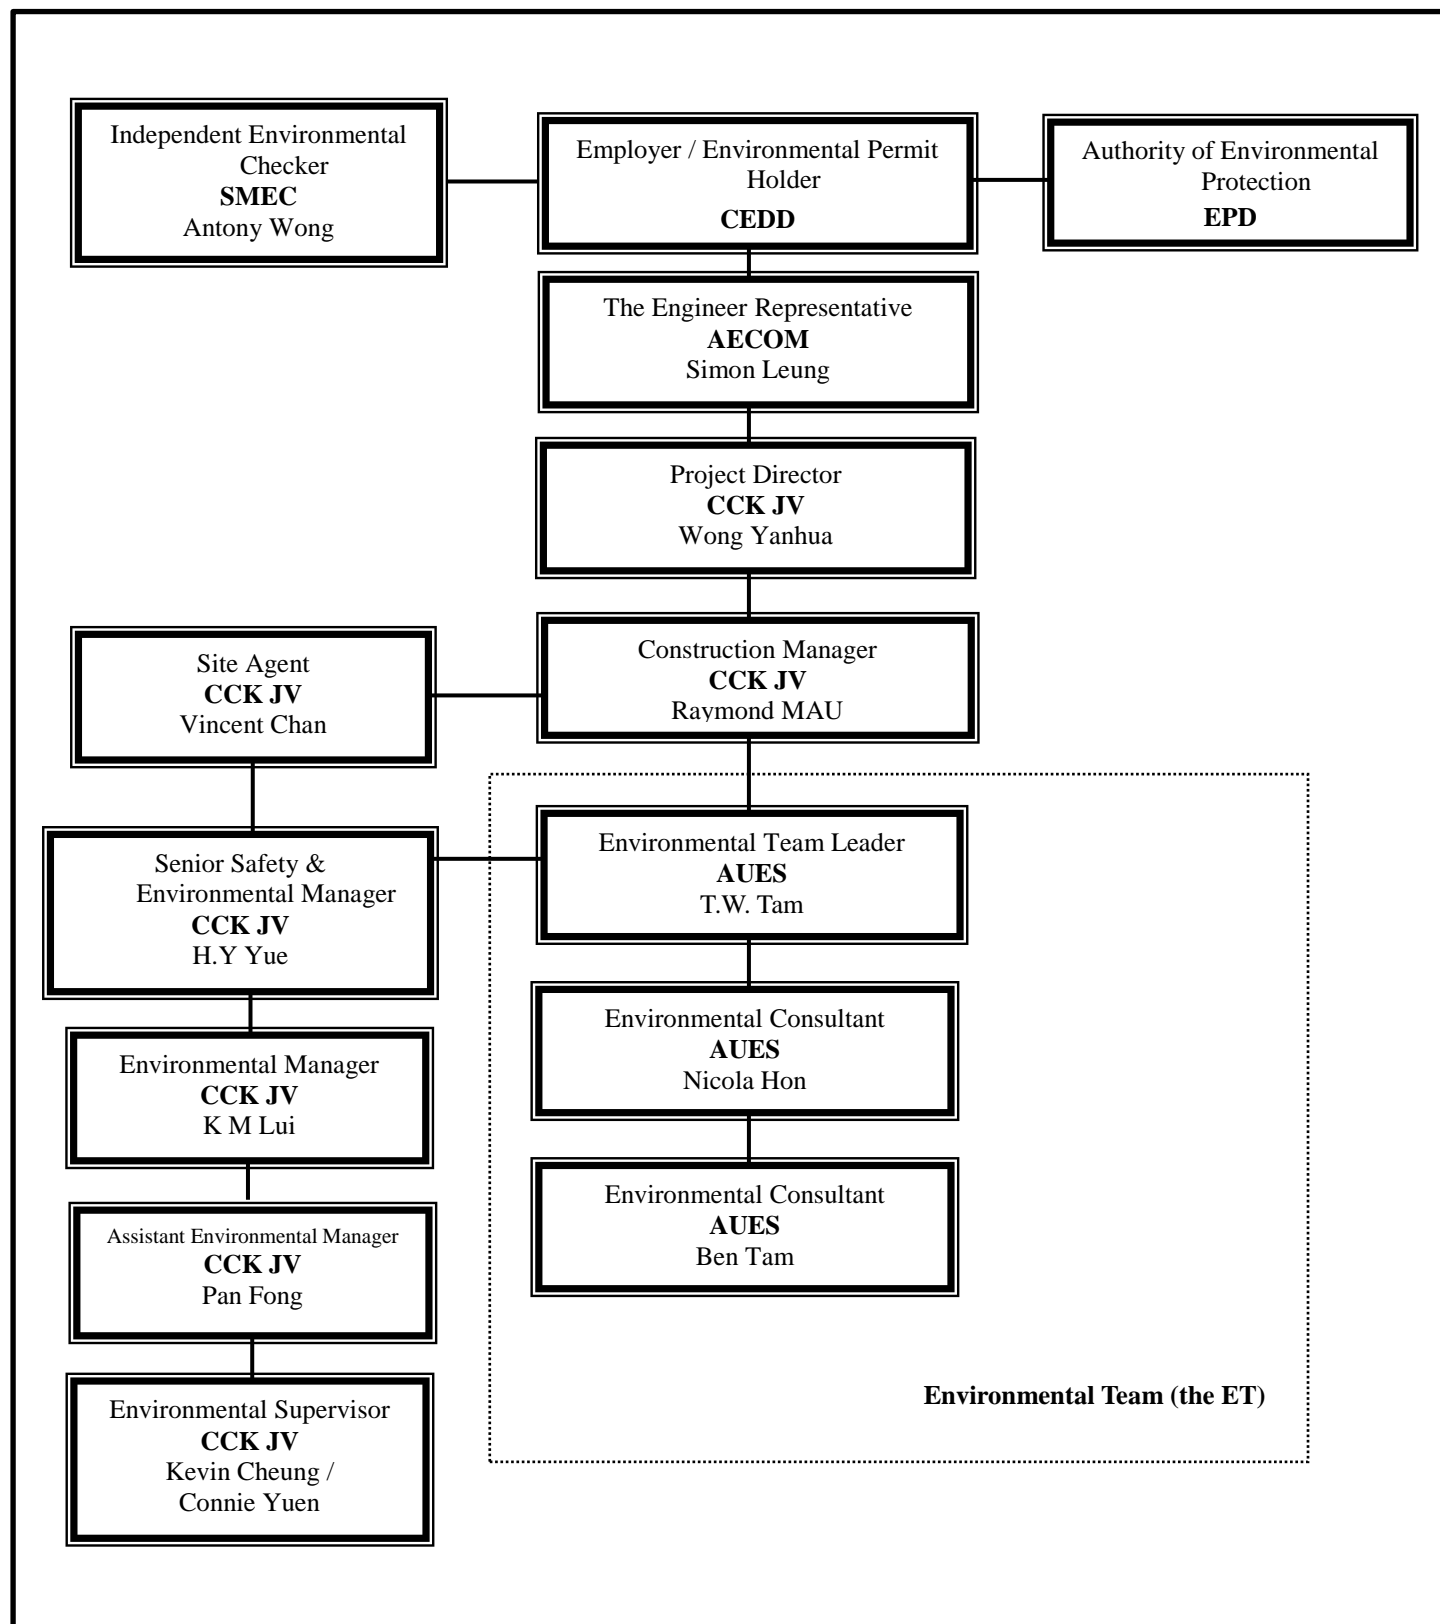 Independent Environmental
Checker
SMEC
Antony Wong
Employer / Environmental Permit
Holder
CEDD
Authority of Environmental
Protection
EPD
The Engineer Representative
AECOM
Simon Leung
Project Director
CCK JV
Wong Yanhua
Site Agent
CCK JV
Vincent Chan
Construction Manager
CCK JV
Raymond MAU
Senior Safety &
Environmental Manager
CCK JV
H.Y Yue
Environmental Team Leader
AUES
T.W. Tam
Environmental Manager
CCK JV
K M Lui
Environmental Consultant
AUES
Nicola Hon
Assistant Environmental Manager
CCK JV
Pan Fong
Environmental Consultant
AUES
Ben Tam
Environmental Supervisor
CCK JV
Kevin Cheung /
Connie Yuen
Environmental Team (the ET)